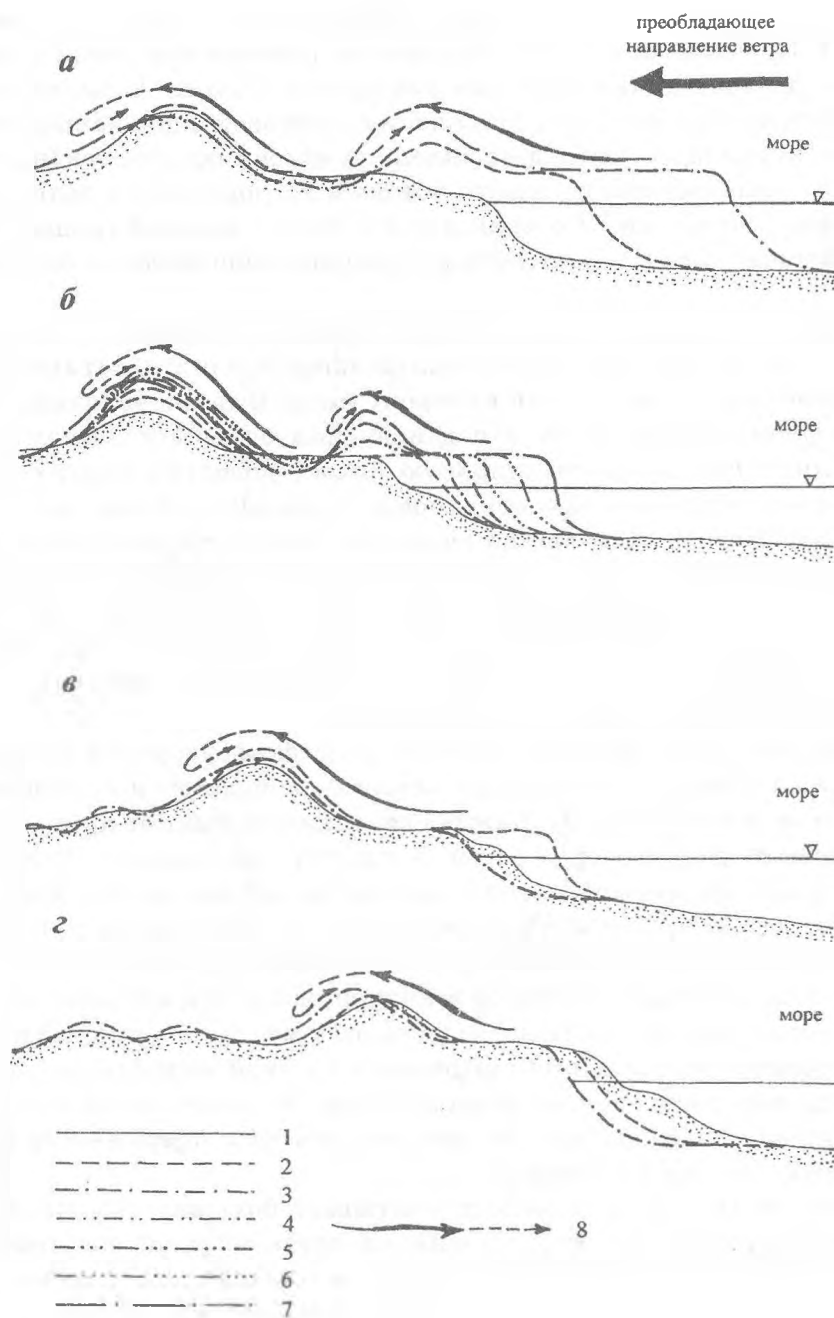 преобладающее
направление ветра
а
море
б
море
в
море
г
море
1
2
3
4
5
6
7
8